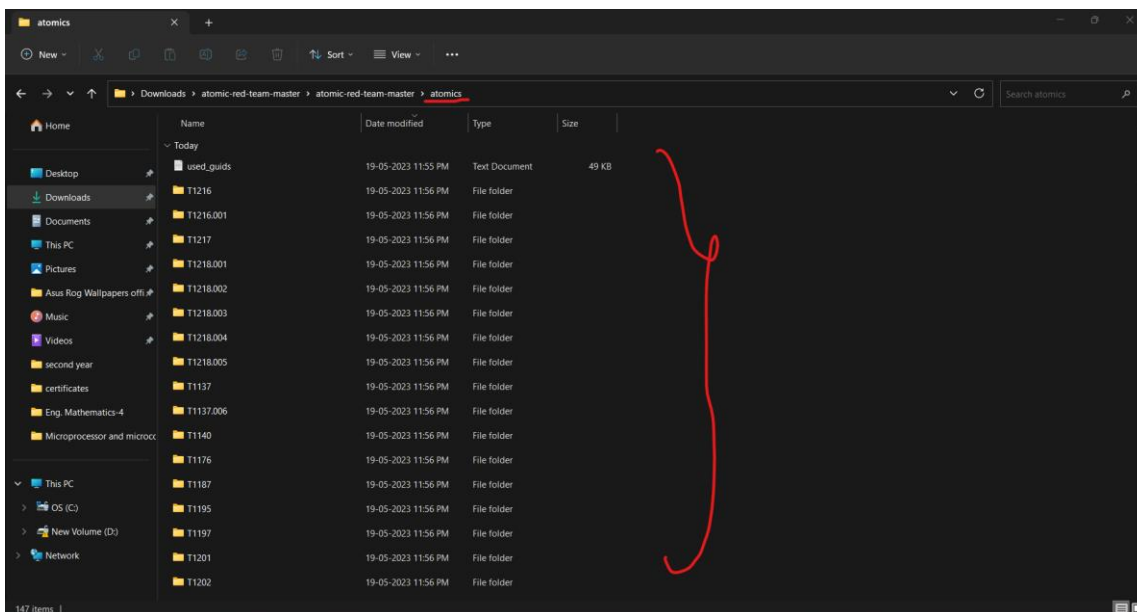 atomics
New Sort View
Downloads > atomic-red-team-master > atomic-red-team-master > atomics Search atomics
Home
Desktop
Downloads
Documents
This PC
Pictures
Asus Rog Wallpapers offi
Music
Videos
second year
certificates
Eng. Mathematics-4
Microprocessor and microcc
This PC
OS (C:)
New Volume (D:)
Network
Name Date modified Type Size
Today
used_guids 19-05-2023 11:55 PM Text Document 49 KB
T1216 19-05-2023 11:56 PM File folder
T1216.001 19-05-2023 11:56 PM File folder
T1217 19-05-2023 11:56 PM File folder
T1218.001 19-05-2023 11:56 PM File folder
T1218.002 19-05-2023 11:56 PM File folder
T1218.003 19-05-2023 11:56 PM File folder
T1218.004 19-05-2023 11:56 PM File folder
T1218.005 19-05-2023 11:56 PM File folder
T1137 19-05-2023 11:56 PM File folder
T1137.006 19-05-2023 11:56 PM File folder
T1140 19-05-2023 11:56 PM File folder
T1176 19-05-2023 11:56 PM File folder
T1187 19-05-2023 11:56 PM File folder
T1195 19-05-2023 11:56 PM File folder
T1197 19-05-2023 11:56 PM File folder
T1201 19-05-2023 11:56 PM File folder
T1202 19-05-2023 11:56 PM File folder
147 items